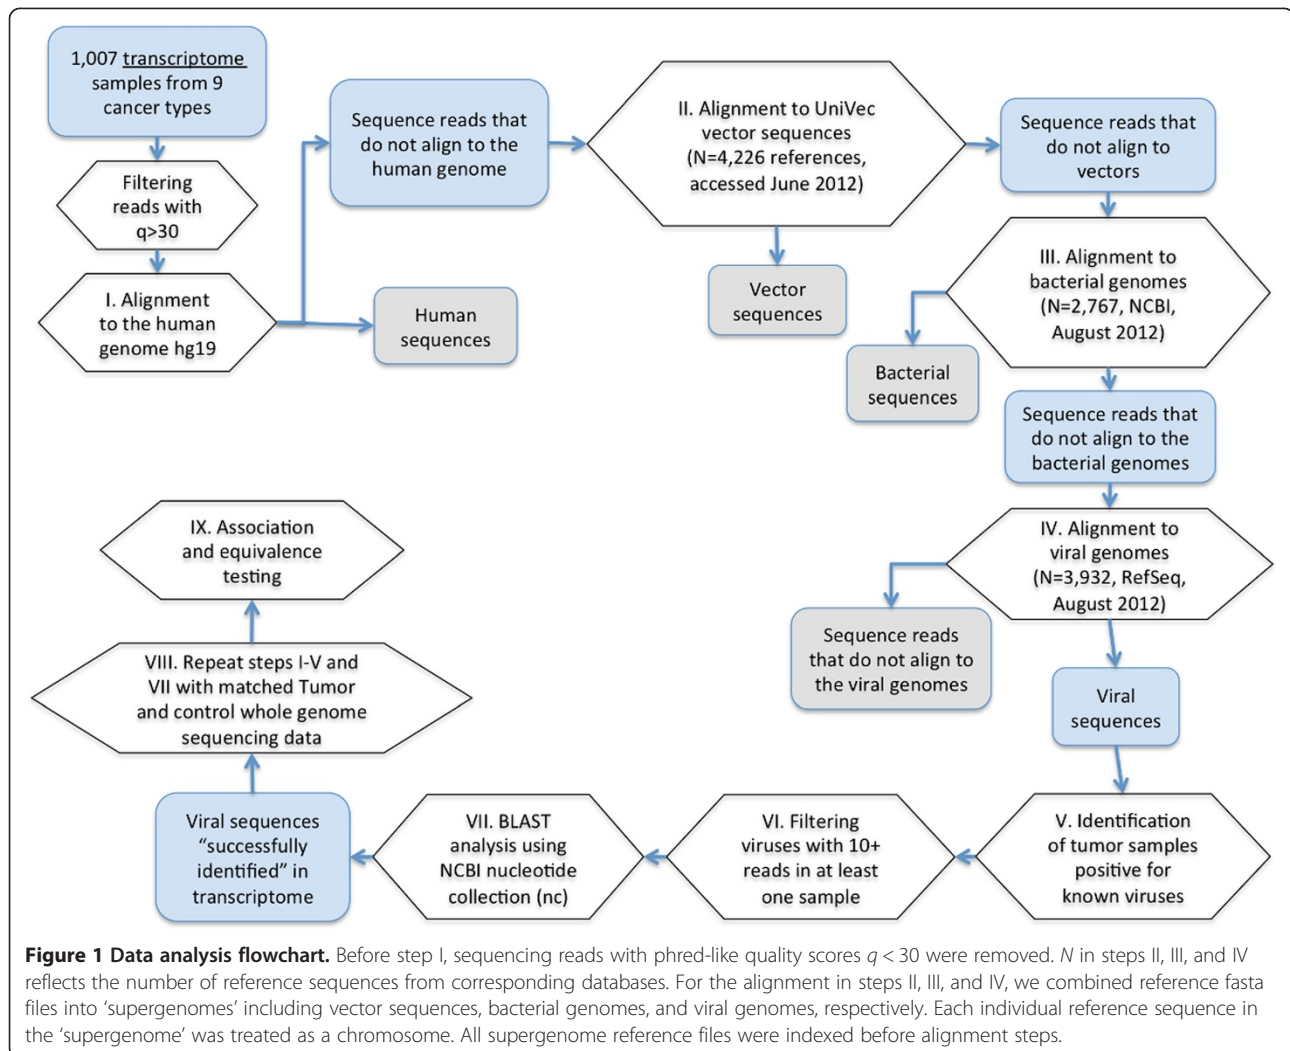 1,007 transcriptome
samples from 9
cancer types
Filtering
reads with
q>30
I. Alignment
to the human
genome hg19
Human
sequences
Sequence reads that
do not align to the
human genome
II. Alignment to UniVec
vector sequences
(N=4,226 references,
accessed June 2012)
Vector
sequences
Sequence reads that
do not align to
vectors
III. Alignment to
bacterial genomes
(N=2,767, NCBI,
August 2012)
Bacterial
sequences
Sequence reads that
do not align to the
bacterial genomes
IV. Alignment to
viral genomes
(N=3,932, RefSeq,
August 2012)
Sequence reads
that do not align to
the viral genomes
Viral
sequences
V. Identification
of tumor samples
positive for
known viruses
VI. Filtering
viruses with 10+
reads in at least
one sample
VII. BLAST
analysis using
NCBI nucleotide
collection (nc)
Viral sequences
“successfully
identified” in
transcriptome
VIII. Repeat steps I-V and
VII with matched Tumor
and control whole genome
sequencing data
IX. Association
and equivalence
testing
Figure 1 Data analysis flowchart. Before step I, sequencing reads with phred-like quality scores q < 30 were removed. N in steps II, III, and IV
reflects the number of reference sequences from corresponding databases. For the alignment in steps II, III, and IV, we combined reference fasta
files into ‘supergenomes’ including vector sequences, bacterial genomes, and viral genomes, respectively. Each individual reference sequence in
the ‘supergenome’ was treated as a chromosome. All supergenome reference files were indexed before alignment steps.